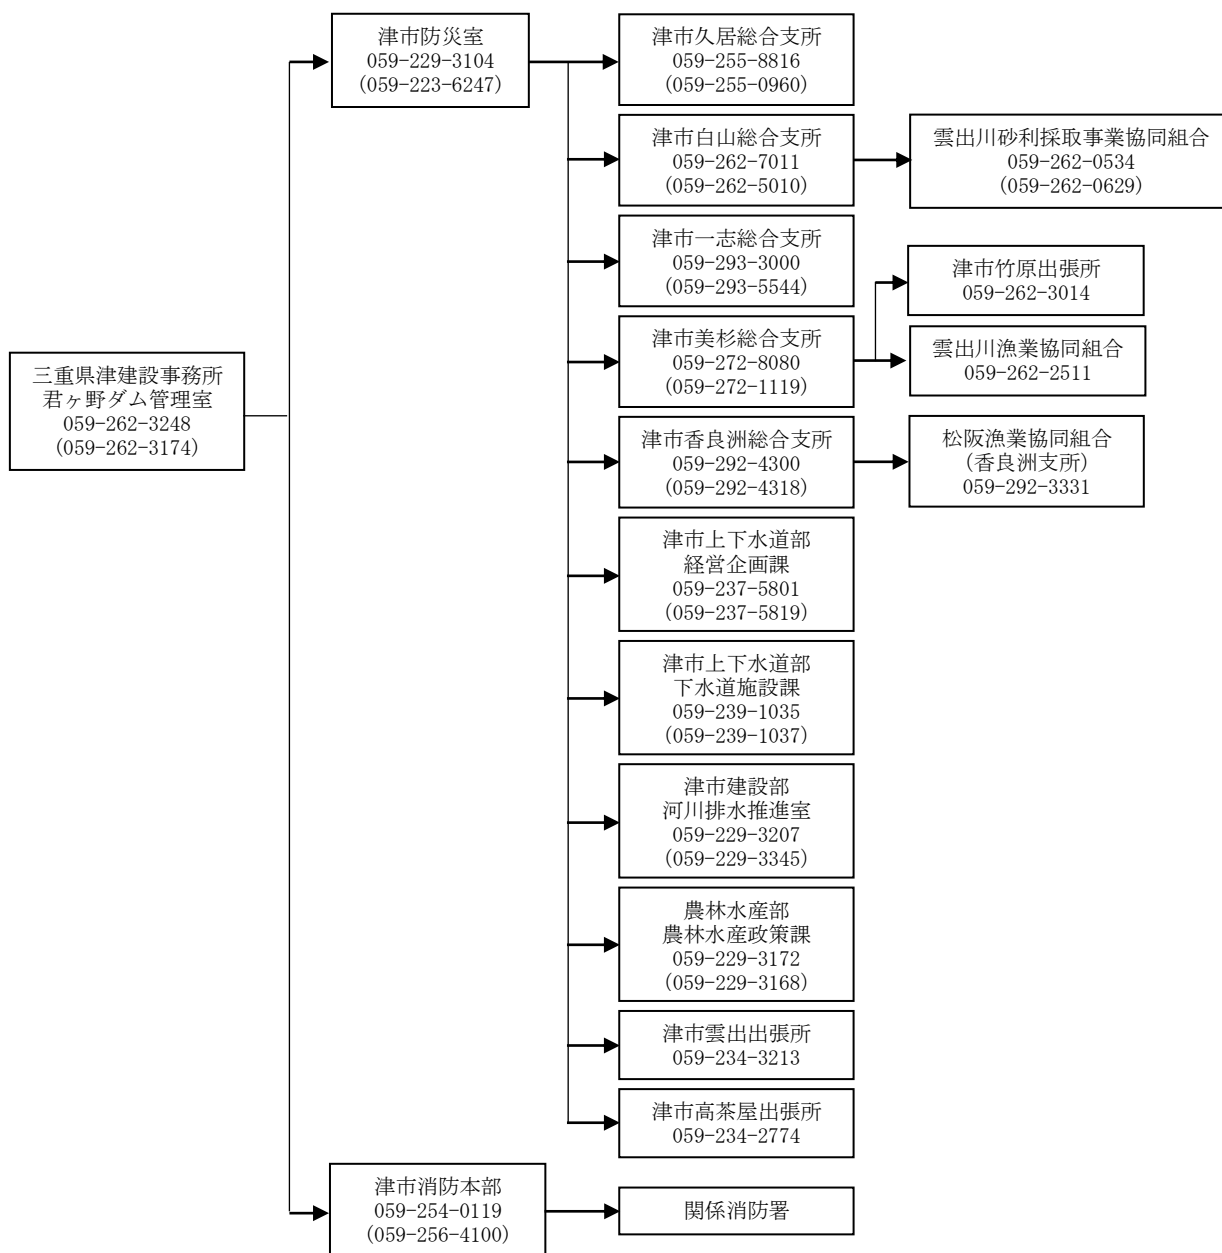 三重県津建設事務所
君ヶ野ダム管理室
059-262-3248
(059-262-3174)
津市防災室
059-229-3104
(059-223-6247)
津市久居総合支所
059-255-8816
(059-255-0960)
津市白山総合支所
059-262-7011
(059-262-5010)
雲出川砂利採取事業協同組合
059-262-0534
(059-262-0629)
津市一志総合支所
059-293-3000
(059-293-5544)
津市美杉総合支所
059-272-8080
(059-272-1119)
津市竹原出張所
059-262-3014
雲出川漁業協同組合
059-262-2511
津市香良洲総合支所
059-292-4300
(059-292-4318)
松阪漁業協同組合
(香良洲支所)
059-292-3331
津市上下水道部
経営企画課
059-237-5801
(059-237-5819)
津市上下水道部
下水道施設課
059-239-1035
(059-239-1037)
津市建設部
河川排水推進室
059-229-3207
(059-229-3345)
農林水産部
農林水産政策課
059-229-3172
(059-229-3168)
津市雲出出張所
059-234-3213
津市高茶屋出張所
059-234-2774
津市消防本部
059-254-0119
(059-256-4100)
関係消防署